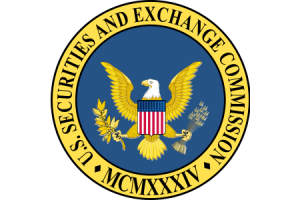 U.S. SECURITIES AND EXCHANGE COMMISSION
MCMXXXIV